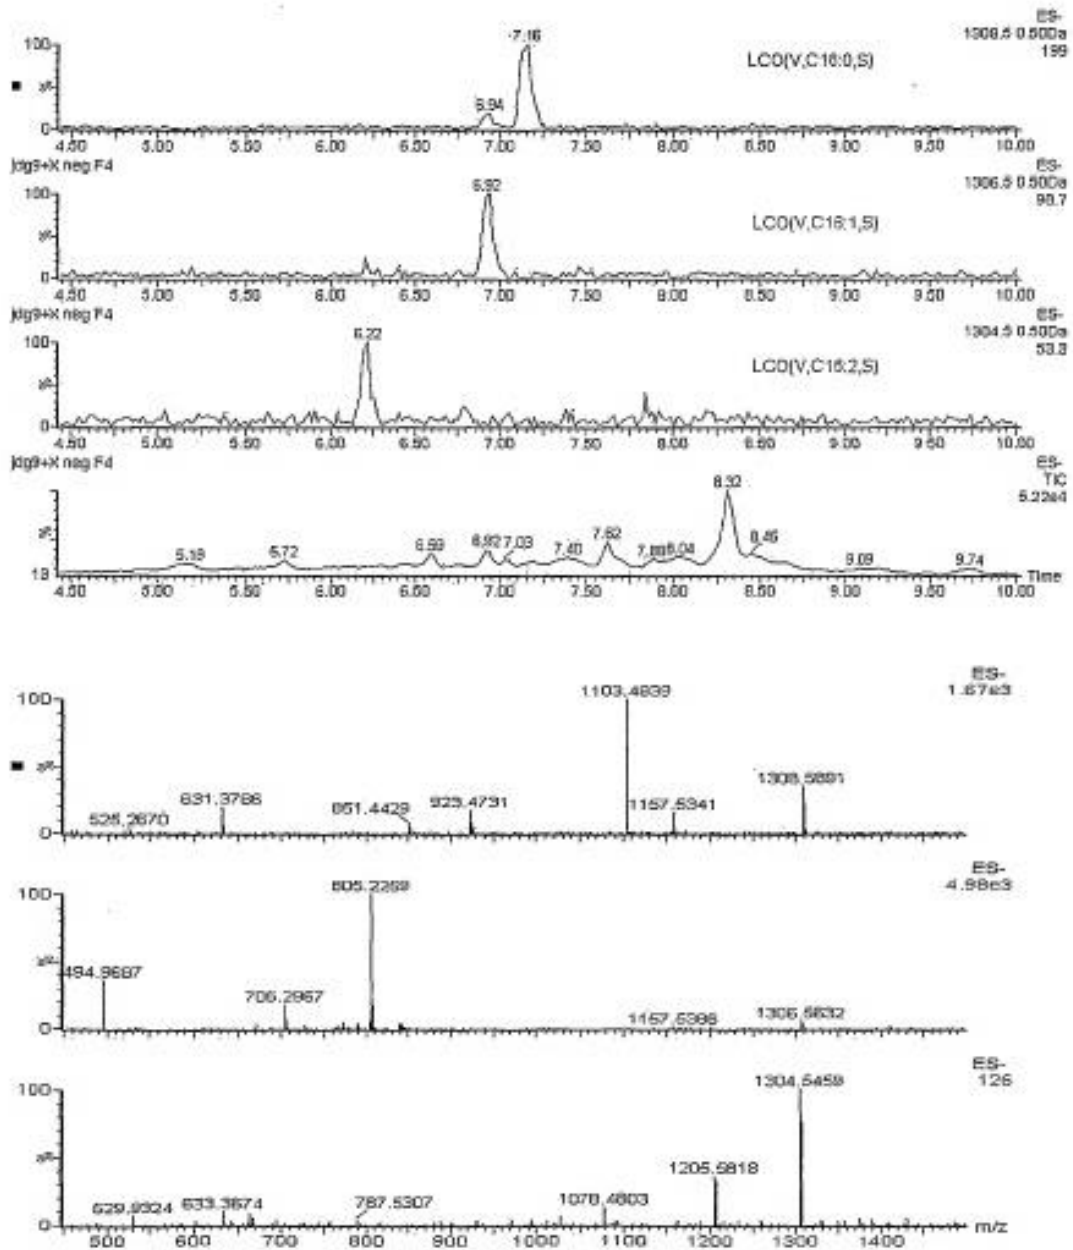 ES-
1308.5 0.50Da
199
100
7.16
LCO(V,C16:0,S)
%
6.94
0
4.50 5.00 5.50 6.00 6.50 7.00 7.50 8.00 8.50 9.00 9.50 10.00
jdg9+X neg F4
ES-
1306.5 0.50Da
90.7
100
6.92
LCO(V,C16:1,S)
%
0
4.50 5.00 5.50 6.00 6.50 7.00 7.50 8.00 8.50 9.00 9.50 10.00
jdg9+X neg F4
ES-
1304.5 0.50Da
53.3
100
6.22
LCO(V,C16:2,S)
%
0
4.50 5.00 5.50 6.00 6.50 7.00 7.50 8.00 8.50 9.00 9.50 10.00
jdg9+X neg F4
ES-
TIC
5.22e4
8.32
%
5.18 5.72 6.59 6.92 7.03 7.40 7.62 8.04 8.46 9.09 9.74
4.50 5.00 5.50 6.00 6.50 7.00 7.50 8.00 8.50 9.00 9.50 10.00
Time
ES-
1.67e3
100
1103.4839
%
1308.5891
631.3786
851.4429 923.4731 1157.5341
525.2670
0
ES-
4.98e3
100
805.2259
%
494.9687
706.2967
1157.5398 1306.5632
0
ES-
126
100
1304.5459
%
1205.5818
529.9324 633.3674 787.5307 1078.4803
0
500 600 700 800 900 1000 1100 1200 1300 1400
m/z